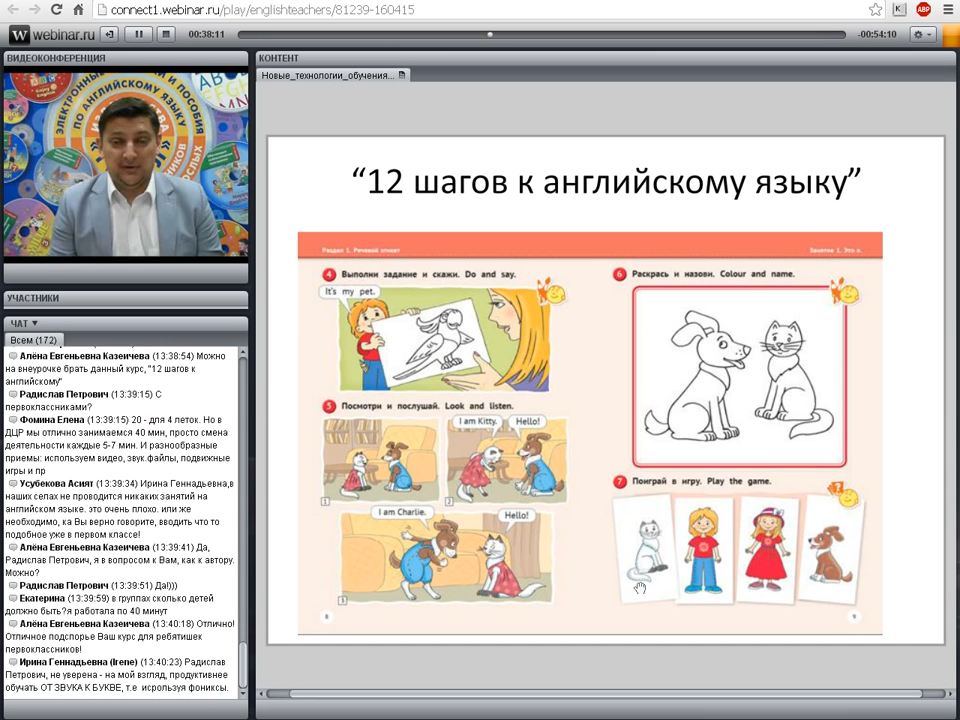 connect1.webinar.ru/play/englishteachers/81239-160415
webinar.ru
00:38:11
-00:54:10
ВИДЕОКОНФЕРЕНЦИЯ
ЭЛЕКТРОННЫЕ
И ПОСОБИЯ
ПО АНГЛИЙСКОМУ ЯЗЫКУ
УЧАСТНИКИ
ЧАТ
Всем (172)
Алёна Евгеньевна Казеичева (13:38:54) Можно
на внеурочке брать данный курс, "12 шагов к
английскому"
Радислав Петрович (13:39:15) С
первоклассниками?
Фомина Елена (13:39:15) 20 - для 4 леток. Но в
ДЦР мы отлично занимаемся 40 мин, просто смена
деятельности каждые 5-7 мин. И разнообразные
приемы: используем видео, звук.файлы, подвижные
игры и пр
Усубекова Асият (13:39:34) Ирина Геннадьевна,в
наших селах не проводится никаких занятий на
английском языке. это очень плохо. или же
необходимо, ка Вы верно говорите, вводить что то
подобное уже в первом классе!
Алёна Евгеньевна Казеичева (13:39:41) Да,
Радислав Петрович, я в вопросом к Вам, как к автору.
Можно?
Радислав Петрович (13:39:51) Да!)))
Екатерина (13:39:59) в группах сколько детей
должно быть?я работала по 40 минут
Алёна Евгеньевна Казеичева (13:40:18) Отлично!
Отличное подспорье Ваш курс для ребятишек
первоклассников!
Ирина Геннадьевна (Irene) (13:40:23) Радислав
Петрович, не уверена - на мой взгляд, продуктивнее
обучать ОТ ЗВУКА К БУКВЕ, т.е исрользуя фониксы.
КОНТЕНТ
Новые_технологии_обучения...
“12 шагов к английскому языку”
Раздел 1. Речевой этикет
Занятие 1. Это я.
4 Выполни задание и скажи. Do and say.
It's my pet.
5 Посмотри и послушай. Look and listen.
I am Kitty.
Hello!
1
2
I am Charlie.
Hello!
3
8
6 Раскрась и назови. Colour and name.
7 Поиграй в игру. Play the game.
9